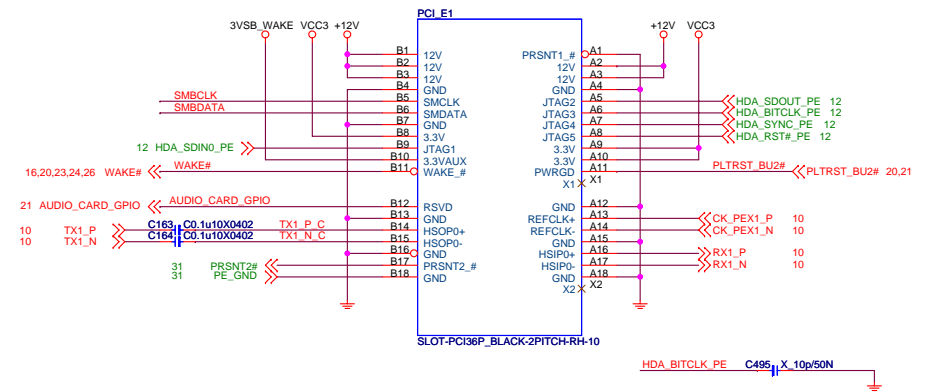 PCI_E1
3VSB_WAKE VCC3 +12V
+12V VCC3
B1 12V PRSNT1_# A1
B2 12V 12V A2
B3 12V 12V A3
B4 GND GND A4
SMBCLK B5 SMCLK JTAG2 A5 HDA_SDOUT_PE 12
SMBDATA B6 SMDATA JTAG3 A6 HDA_BITCLK_PE 12
B7 GND JTAG4 A7 HDA_SYNC_PE 12
B8 3.3V JTAG5 A8 HDA_RST#_PE 12
12 HDA_SDIN0_PE B9 JTAG1 3.3V A9
B10 3.3VAUX 3.3V A10
16,20,23,24,26 WAKE# WAKE# B11 WAKE_# PWRGD A11 PLTRST_BU2# PLTRST_BU2# 20,21
X1 X1
21 AUDIO_CARD_GPIO AUDIO_CARD_GPIO B12 RSVD GND A12
B13 GND REFCLK+ A13 CK_PEX1_P 10
10 TX1_P C163 C0.1u10X0402 TX1_P_C B14 HSOP0+ REFCLK- A14 CK_PEX1_N 10
10 TX1_N C164 C0.1u10X0402 TX1_N_C B15 HSOP0- GND A15
B16 GND HSIP0+ A16 RX1_P 10
31 PRSNT2# B17 PRSNT2_# HSIP0- A17 RX1_N 10
31 PE_GND B18 GND GND A18
X2 X2
SLOT-PCI36P_BLACK-2PITCH-RH-10
HDA_BITCLK_PE C495 X_10p/50N